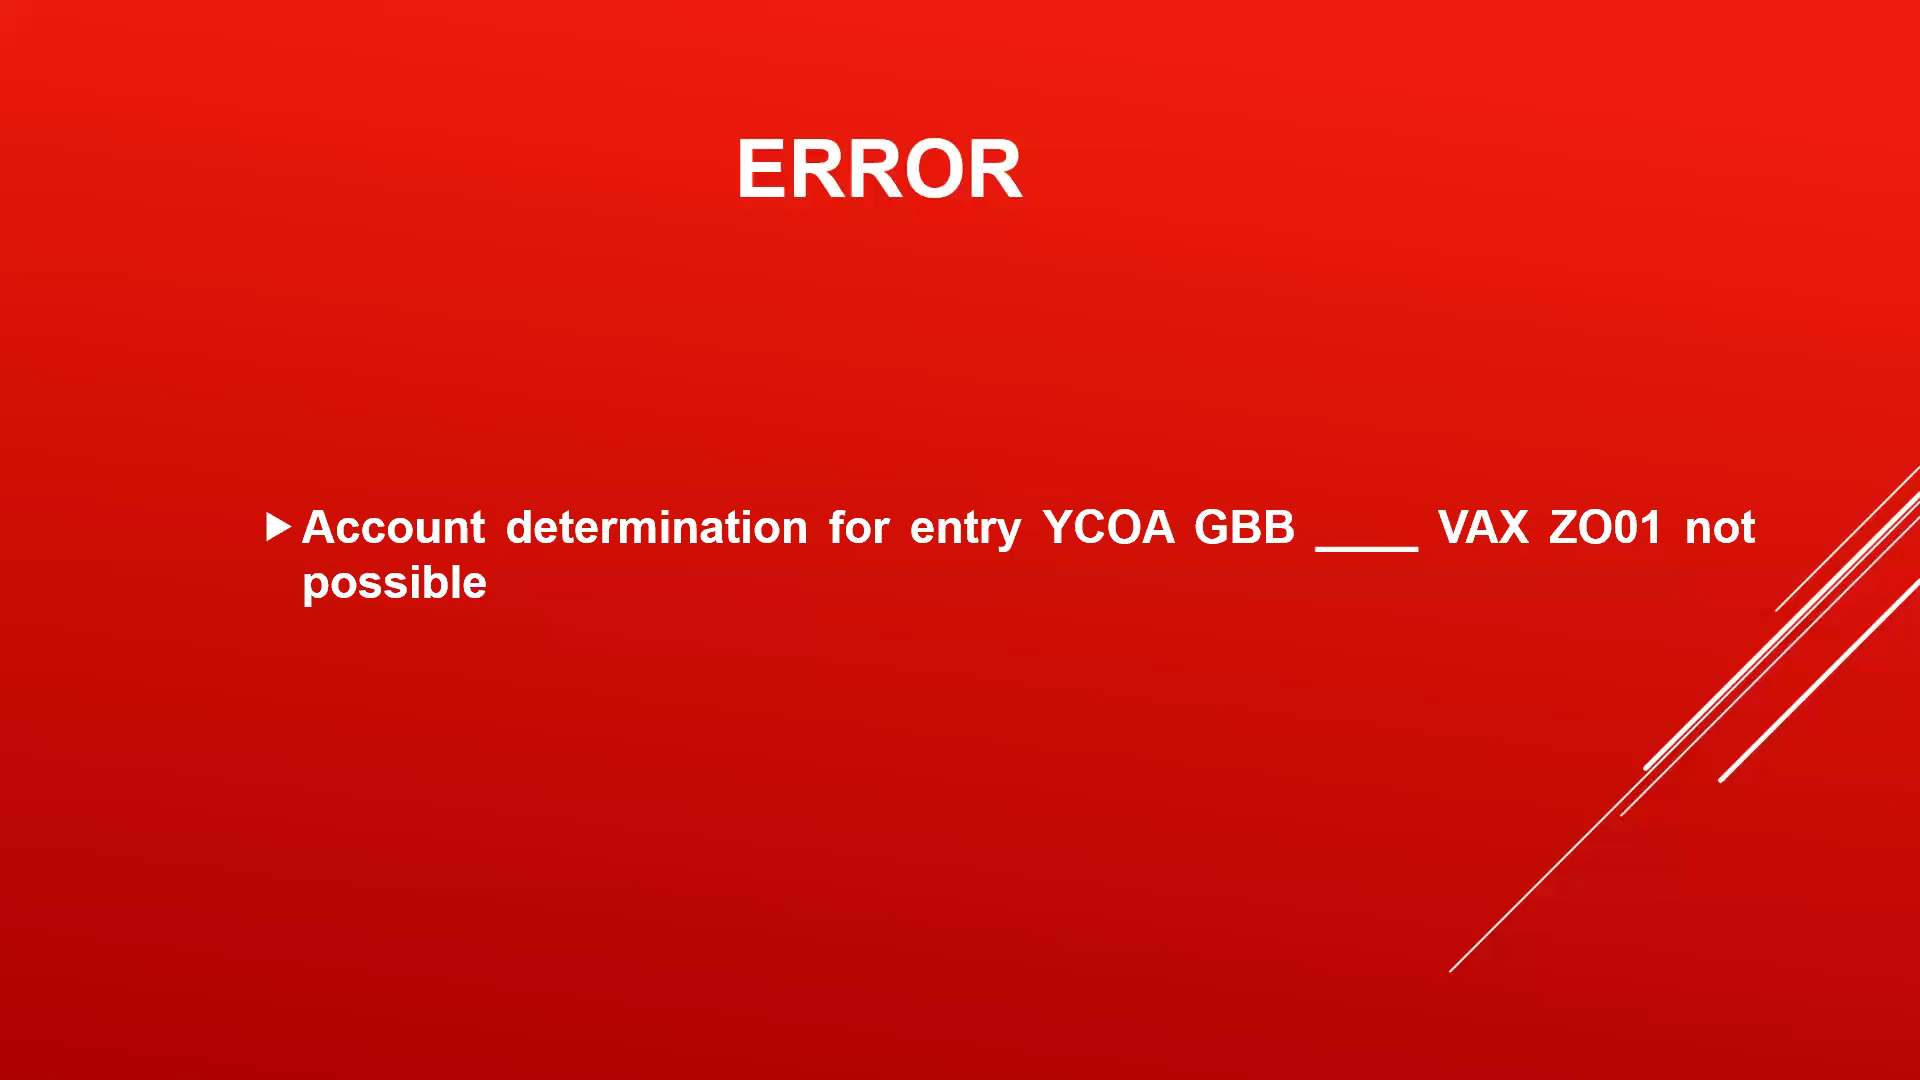 ERROR
Account determination for entry YCOA GBB ____ VAX ZO01 not
possible